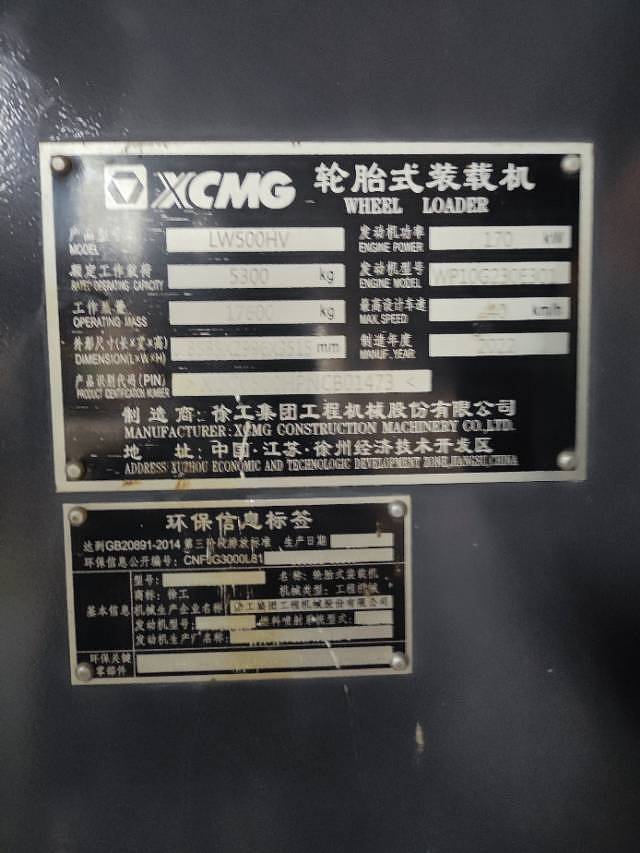 XCMG 轮胎式装载机
WHEEL LOADER
产品型号 LW500HV 发动机功率 170 kW
MODEL ENGINE POWER
额定工作载荷 5300 kg 发动机型号 WP10G230E301
RATED OPERATING CAPACITY ENGINE MODEL
工作质量 kg 最高设计车速 km/h
OPERATING MASS MAX. SPEED
外形尺寸(长×宽×高) mm 制造年度 2022
DIMENSION(L×W×H) MANUF. YEAR
产品识别代码(PIN) HPNCB01473 <
PRODUCT IDENTIFICATION NUMBER
制造商:徐工集团工程机械股份有限公司
MANUFACTURER: XCMG CONSTRUCTION MACHINERY CO.,LTD.
地 址:中国·江苏·徐州经济技术开发区
ADDRESS: XUZHOU ECONOMIC AND TECHNOLOGIC DEVELOPMENT ZONE,JIANGSU,CHINA
环保信息标签
达到GB20891-2014 第三阶段排放标准 生产日期
环保信息公开编号: G3000L81
基本信息
型号: 名称:轮胎式装载机
商标:徐工 类型:工程机械
机械生产企业名称: 徐工集团工程机械股份有限公司
发动机型号: 燃料喷射系统型式:
发动机生产厂名称:
环保关键
零部件